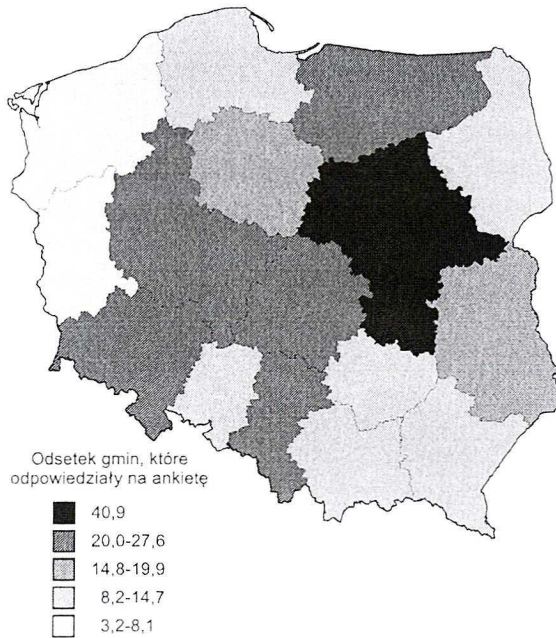 Odsetek gmin, które
odpowiedziały na ankietę
40,9
20,0-27,6
14,8-19,9
8,2-14,7
3,2-8,1